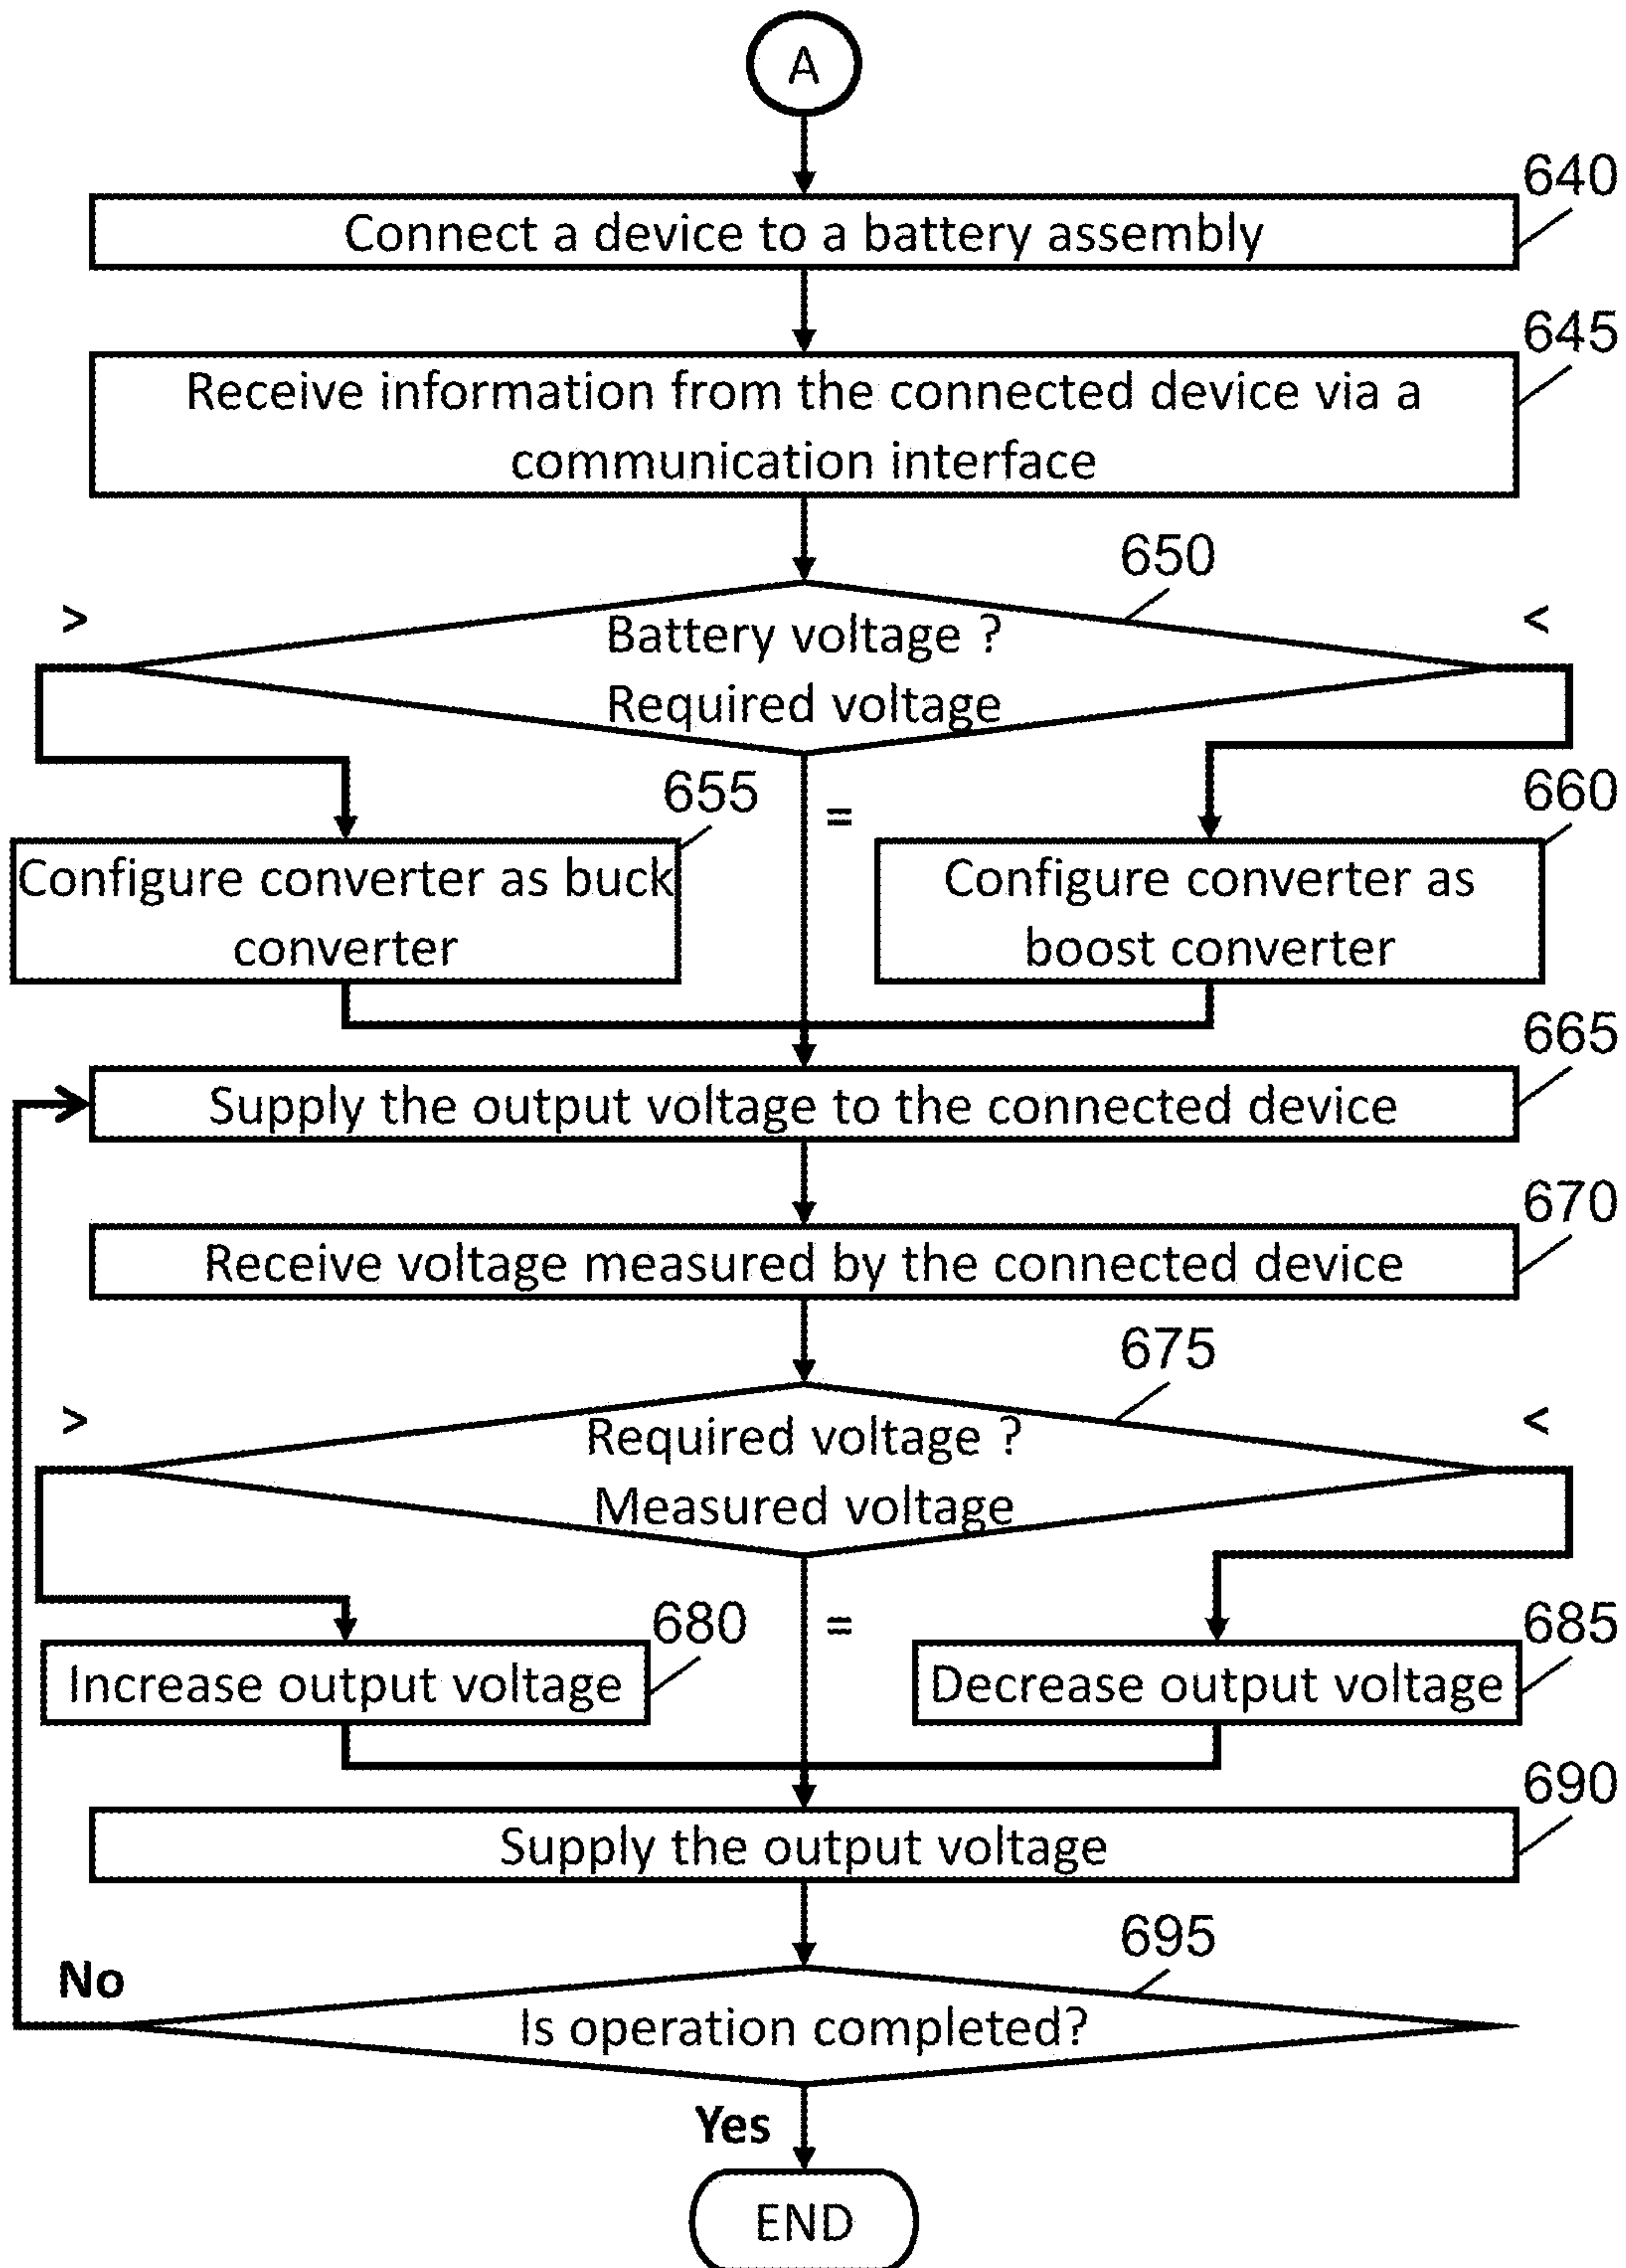 A
640
Connect a device to a battery assembly
645
Receive information from the connected device via a
communication interface
650
>
<
Battery voltage ?
Required voltage
655
=
660
Configure converter as buck
converter
Configure converter as
boost converter
665
Supply the output voltage to the connected device
670
Receive voltage measured by the connected device
675
>
<
Required voltage ?
Measured voltage
680
=
685
Increase output voltage
Decrease output voltage
690
Supply the output voltage
695
No
Is operation completed?
Yes
END